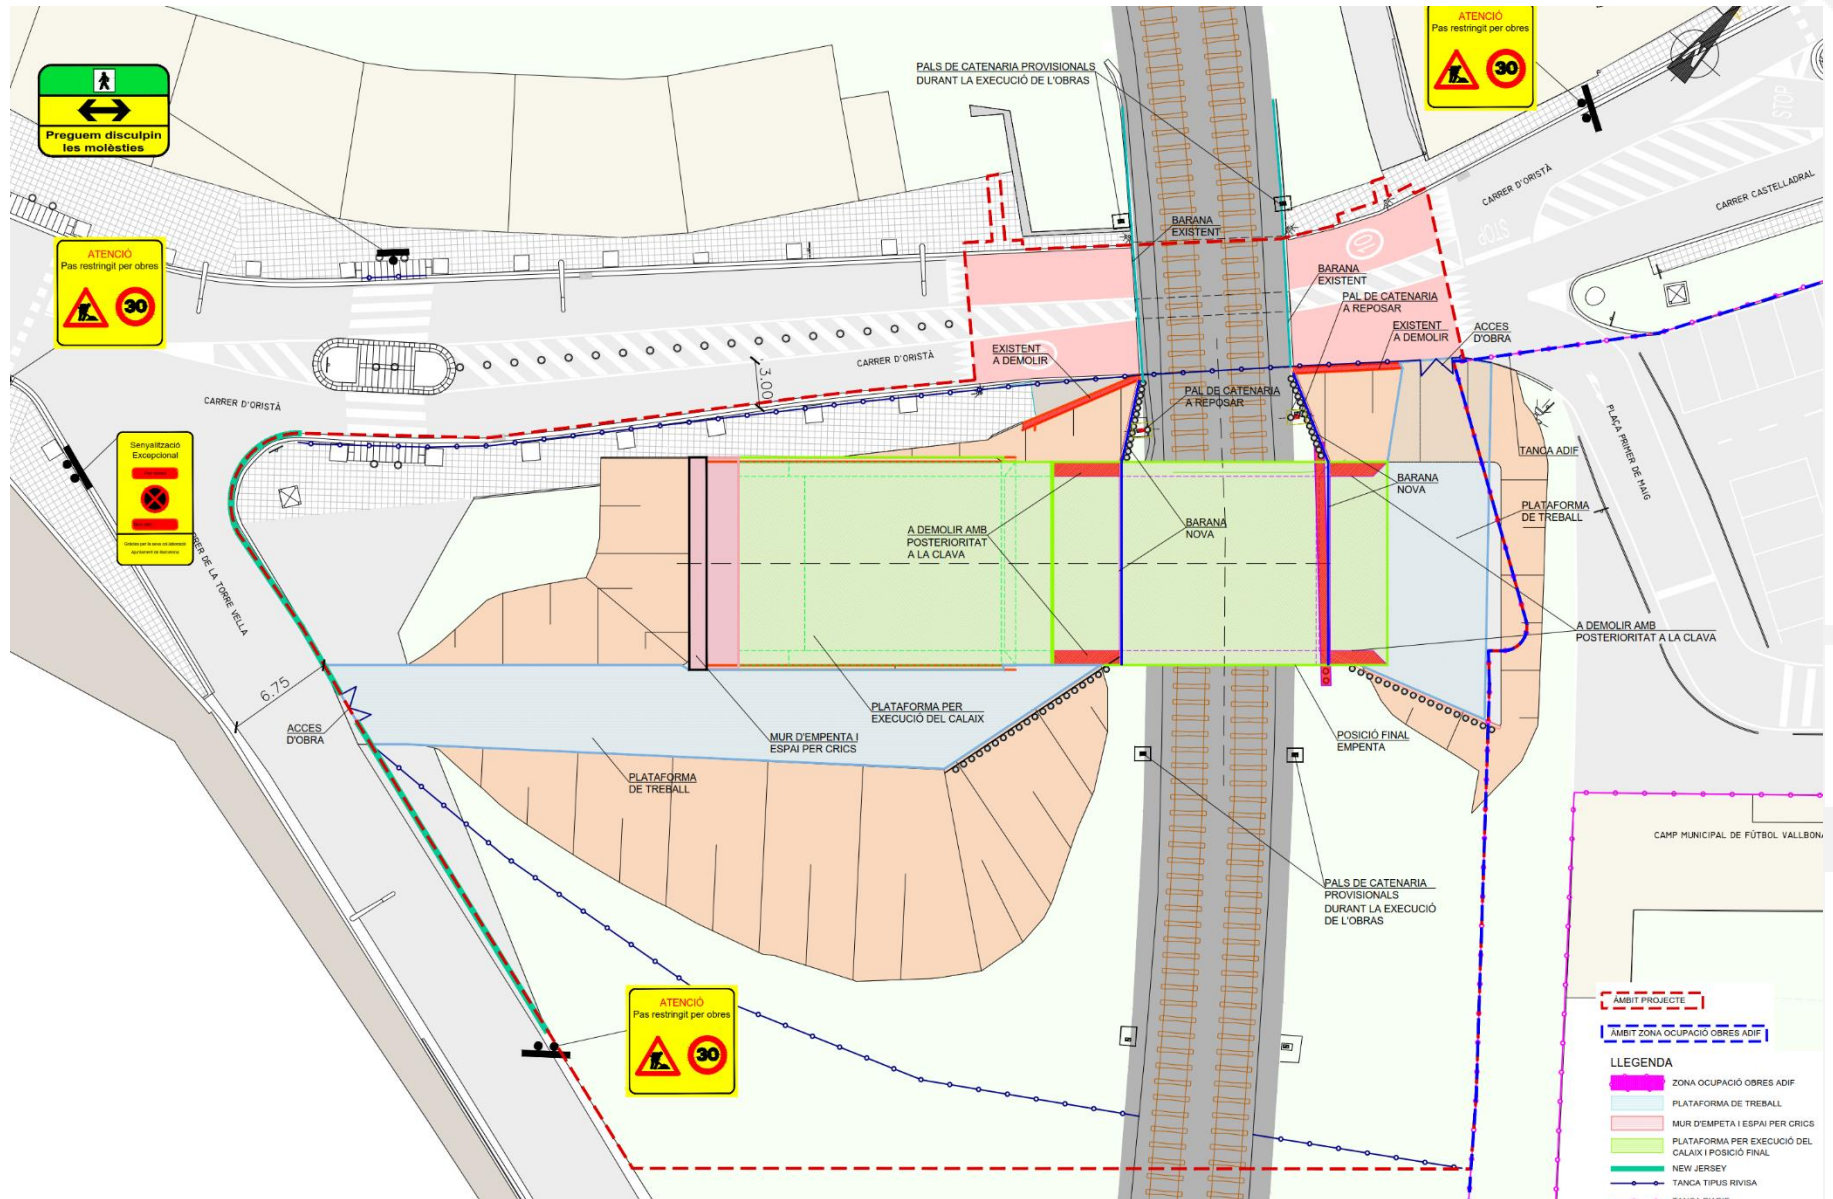 ATENCIÓ
Pas restringit per obres
30
PALS DE CATENARIA PROVISIONALS
DURANT LA EXECUCIÓ DE L'OBRAS
Preguem disculpin
les molèsties
STOP
CARRER D'ORISTÀ
CARRER CASTELLADRAL
STOP
BARANA
EXISTENT
ATENCIÓ
Pas restringit per obres
30
BARANA
EXISTENT
PAL DE CATENARIA
A REPOSAR
EXISTENT
A DEMOLIR
ACCES
D'OBRA
EXISTENT
A DEMOLIR
CARRER D'ORISTÀ
3.00
PAL DE CATENARIA
A REPOSAR
CARRER D'ORISTÀ
PLAÇA PRIMER DE MAIG
Senyalització
Excepcional
TANCA ADIF
BARANA
NOVA
PLATAFORMA
DE TREBALL
A DEMOLIR AMB
POSTERIORITAT
A LA CLAVA
BARANA
NOVA
CARRER DE LA TORRE VELLA
A DEMOLIR AMB
POSTERIORITAT A LA CLAVA
6.75
PLATAFORMA PER
EXECUCIÓ DEL CALAIX
ACCES
D'OBRA
MUR D'EMPENTA I
ESPAI PER CRICS
POSICIÓ FINAL
EMPENTA
PLATAFORMA
DE TREBALL
CAMP MUNICIPAL DE FÚTBOL VALLBONA
PALS DE CATENARIA
PROVISIONALS
DURANT LA EXECUCIÓ
DE L'OBRAS
ATENCIÓ
Pas restringit per obres
30
ÀMBIT PROJECTE
ÀMBIT ZONA OCUPACIÓ OBRES ADIF
LLEGENDA
ZONA OCUPACIÓ OBRES ADIF
PLATAFORMA DE TREBALL
MUR D'EMPETA I ESPAI PER CRICS
PLATAFORMA PER EXECUCIÓ DEL
CALAIX I POSICIÓ FINAL
NEW JERSEY
TANCA TIPUS RIVISA